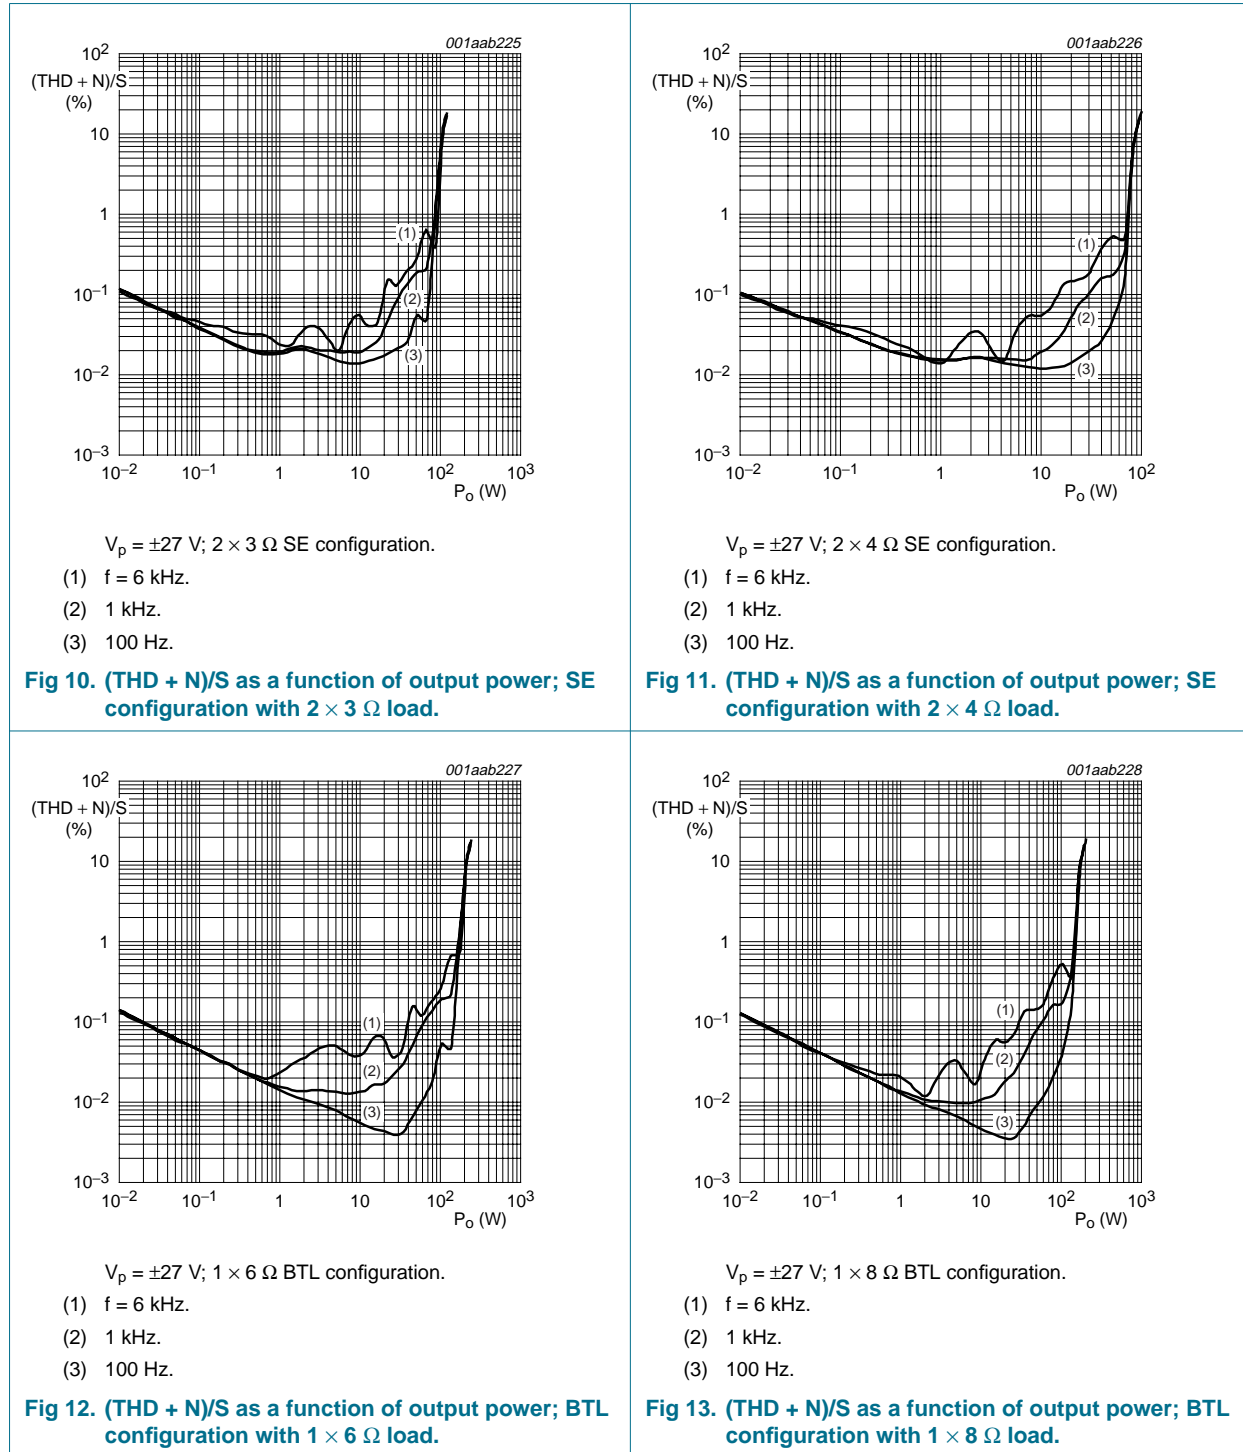 001aab225
10²
(THD + N)/S
(%)
10
1
10⁻¹
10⁻²
10⁻³
(1)
(2)
(3)
10⁻² 10⁻¹ 1 10 10² 10³
Pₒ (W)
Vₚ = ±27 V; 2 × 3 Ω SE configuration.
(1) f = 6 kHz.
(2) 1 kHz.
(3) 100 Hz.
Fig 10. (THD + N)/S as a function of output power; SE
configuration with 2 × 3 Ω load.
001aab226
10²
(THD + N)/S
(%)
10
1
10⁻¹
10⁻²
10⁻³
(1)
(2)
(3)
10⁻² 10⁻¹ 1 10 10²
Pₒ (W)
Vₚ = ±27 V; 2 × 4 Ω SE configuration.
(1) f = 6 kHz.
(2) 1 kHz.
(3) 100 Hz.
Fig 11. (THD + N)/S as a function of output power; SE
configuration with 2 × 4 Ω load.
001aab227
10²
(THD + N)/S
(%)
10
1
10⁻¹
10⁻²
10⁻³
(1)
(2)
(3)
10⁻² 10⁻¹ 1 10 10² 10³
Pₒ (W)
Vₚ = ±27 V; 1 × 6 Ω BTL configuration.
(1) f = 6 kHz.
(2) 1 kHz.
(3) 100 Hz.
Fig 12. (THD + N)/S as a function of output power; BTL
configuration with 1 × 6 Ω load.
001aab228
10²
(THD + N)/S
(%)
10
1
10⁻¹
10⁻²
10⁻³
(1)
(2)
(3)
10⁻² 10⁻¹ 1 10 10² 10³
Pₒ (W)
Vₚ = ±27 V; 1 × 8 Ω BTL configuration.
(1) f = 6 kHz.
(2) 1 kHz.
(3) 100 Hz.
Fig 13. (THD + N)/S as a function of output power; BTL
configuration with 1 × 8 Ω load.